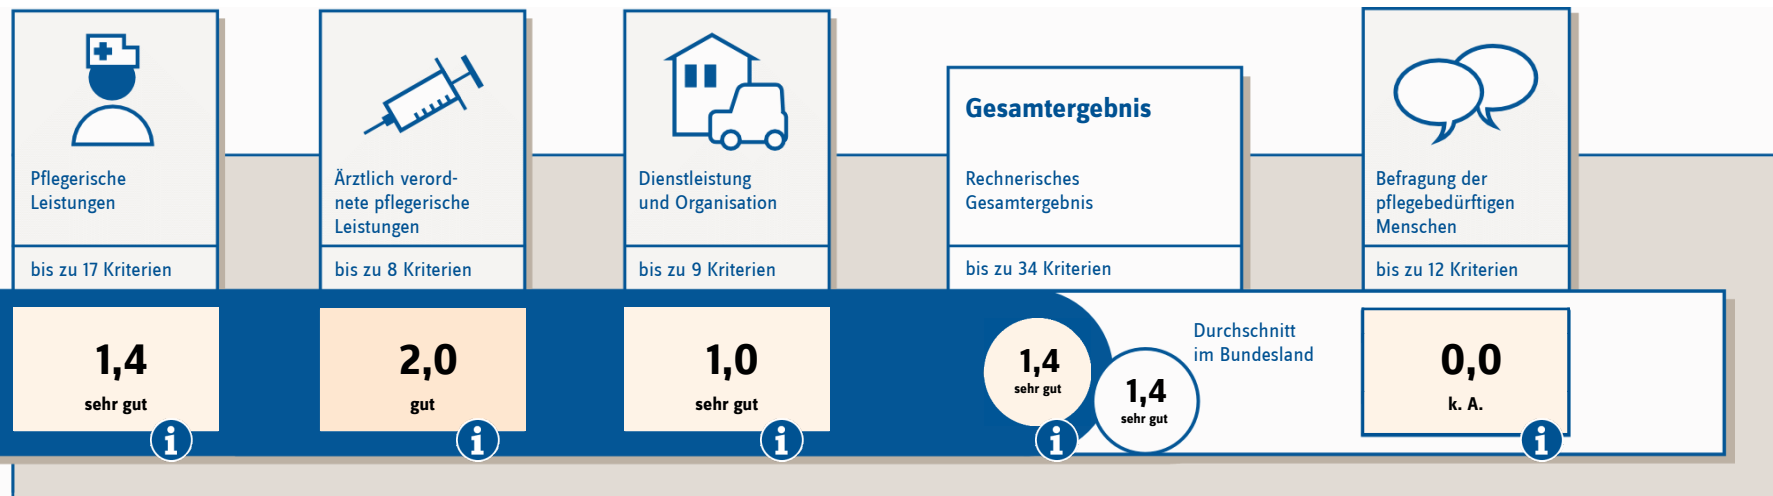 Pflegerische
Leistungen
bis zu 17 Kriterien
1,4
sehr gut
i
Ärztlich verord-
nete pflegerische
Leistungen
bis zu 8 Kriterien
2,0
gut
i
Dienstleistung
und Organisation
bis zu 9 Kriterien
1,0
sehr gut
i
Gesamtergebnis
Rechnerisches
Gesamtergebnis
bis zu 34 Kriterien
1,4
sehr gut
i
Durchschnitt
im Bundesland
1,4
sehr gut
Befragung der
pflegebedürftigen
Menschen
bis zu 12 Kriterien
0,0
k. A.
i